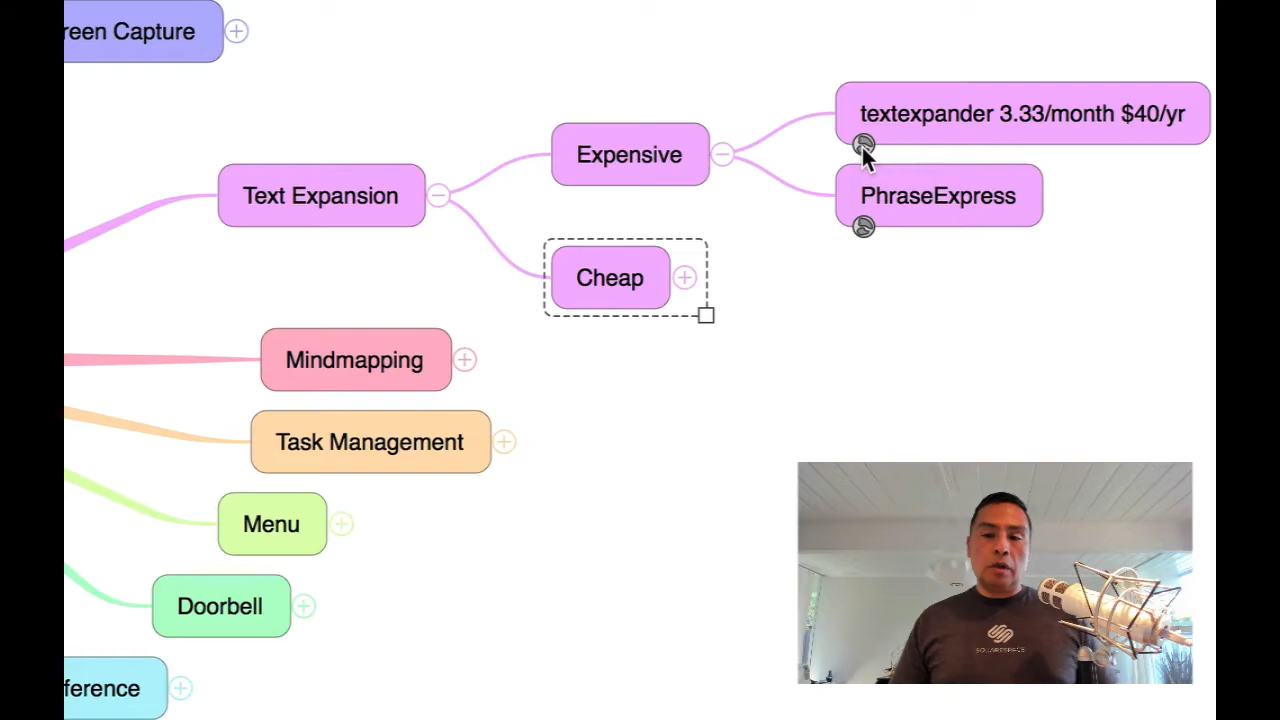 reen Capture
textexpander 3.33/month $40/yr
Expensive
Text Expansion
PhraseExpress
Cheap
Mindmapping
Task Management
Menu
Doorbell
ference
SQUARESPACE